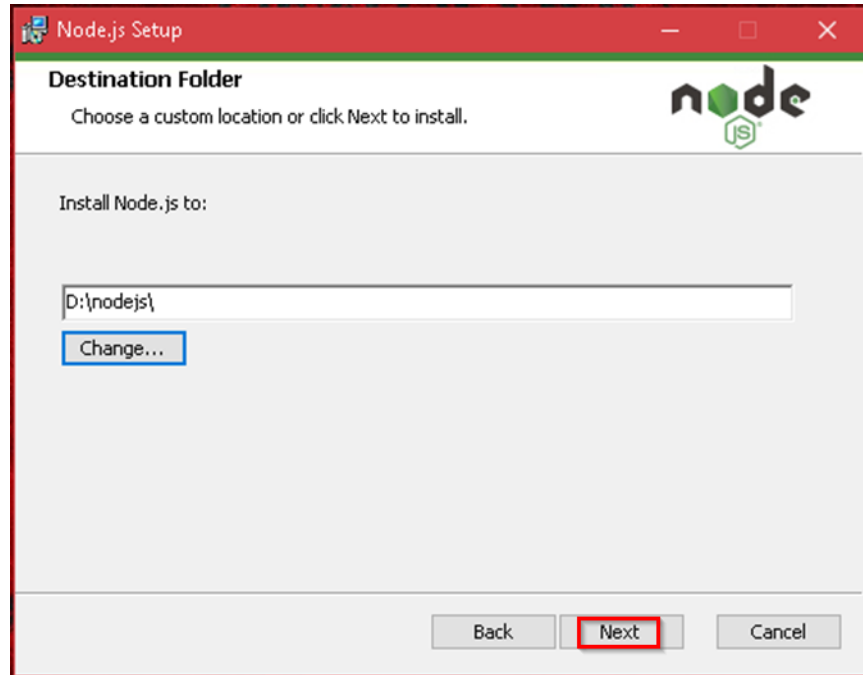 Node.js Setup
Destination Folder
Choose a custom location or click Next to install.
node
JS
Install Node.js to:
D:\nodejs\
Change...
Back Next Cancel